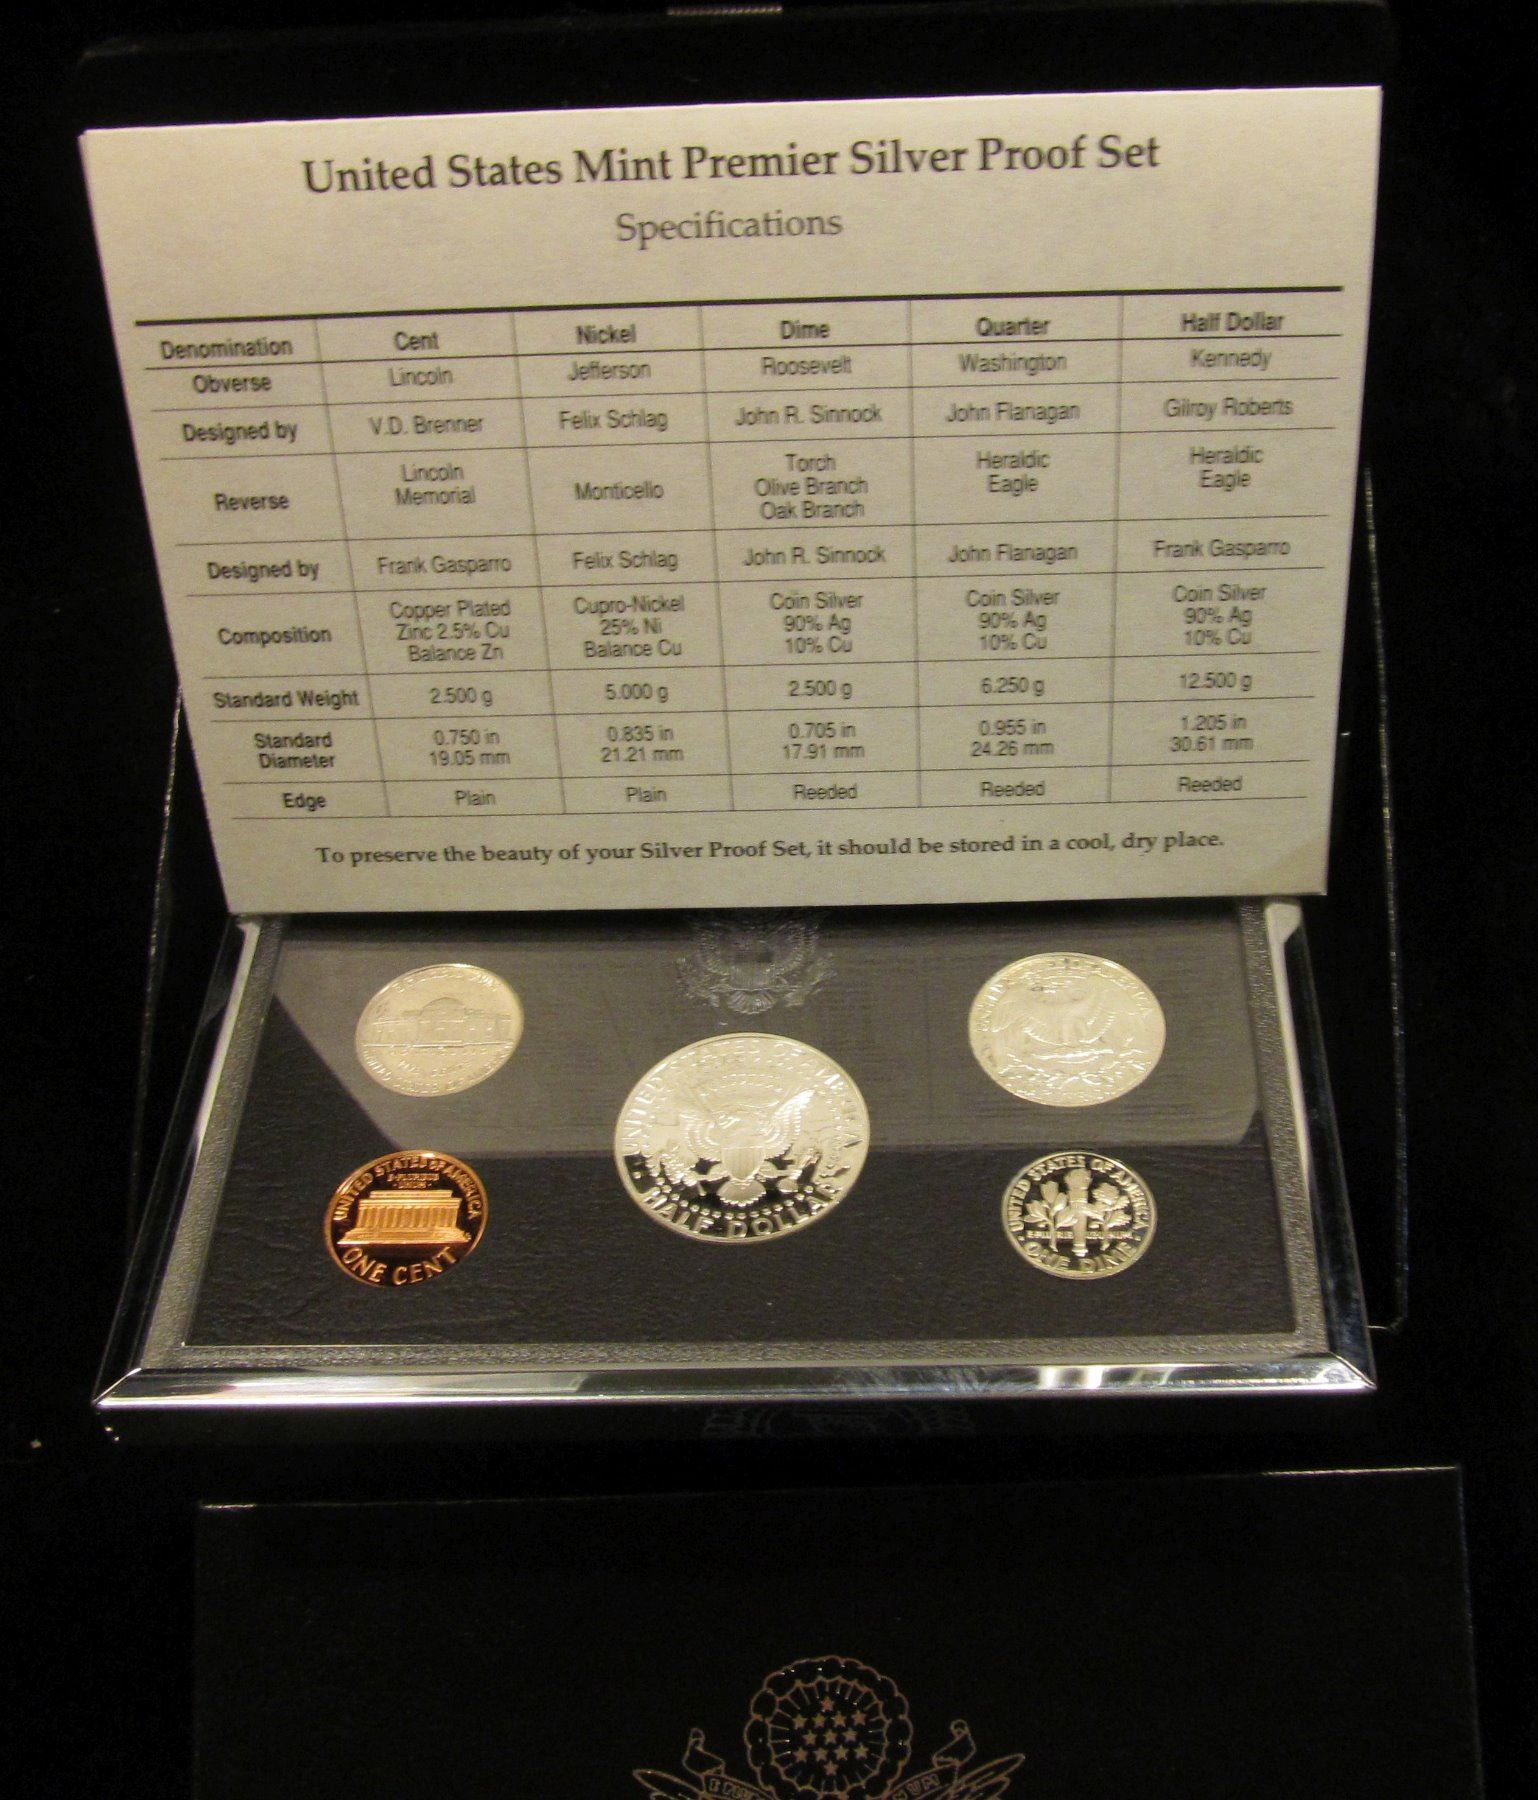 United States Mint Premier Silver Proof Set
Specifications
Denomination Cent Nickel Dime Quarter Half Dollar
Obverse Lincoln Jefferson Roosevelt Washington Kennedy
Designed by V.D. Brenner Felix Schlag John R. Sinnock John Flanagan Gilroy Roberts
Reverse Lincoln Memorial Monticello Torch Olive Branch Oak Branch Heraldic Eagle Heraldic Eagle
Designed by Frank Gasparro Felix Schlag John R. Sinnock John Flanagan Frank Gasparro
Composition Copper Plated Zinc 2.5% Cu Balance Zn Cupro-Nickel 25% Ni Balance Cu Coin Silver 90% Ag 10% Cu Coin Silver 90% Ag 10% Cu Coin Silver 90% Ag 10% Cu
Standard Weight 2.500 g 5.000 g 2.500 g 6.250 g 12.500 g
Standard Diameter 0.750 in 19.05 mm 0.835 in 21.21 mm 0.705 in 17.91 mm 0.955 in 24.26 mm 1.205 in 30.61 mm
Edge Plain Plain Reeded Reeded Reeded
To preserve the beauty of your Silver Proof Set, it should be stored in a cool, dry place.
UNITED STATES OF AMERICA
HALF DOLLAR
UNITED STATES OF AMERICA
E PLURIBUS
UNUM
ONE CENT
UNITED STATES OF AMERICA
ONE DIME